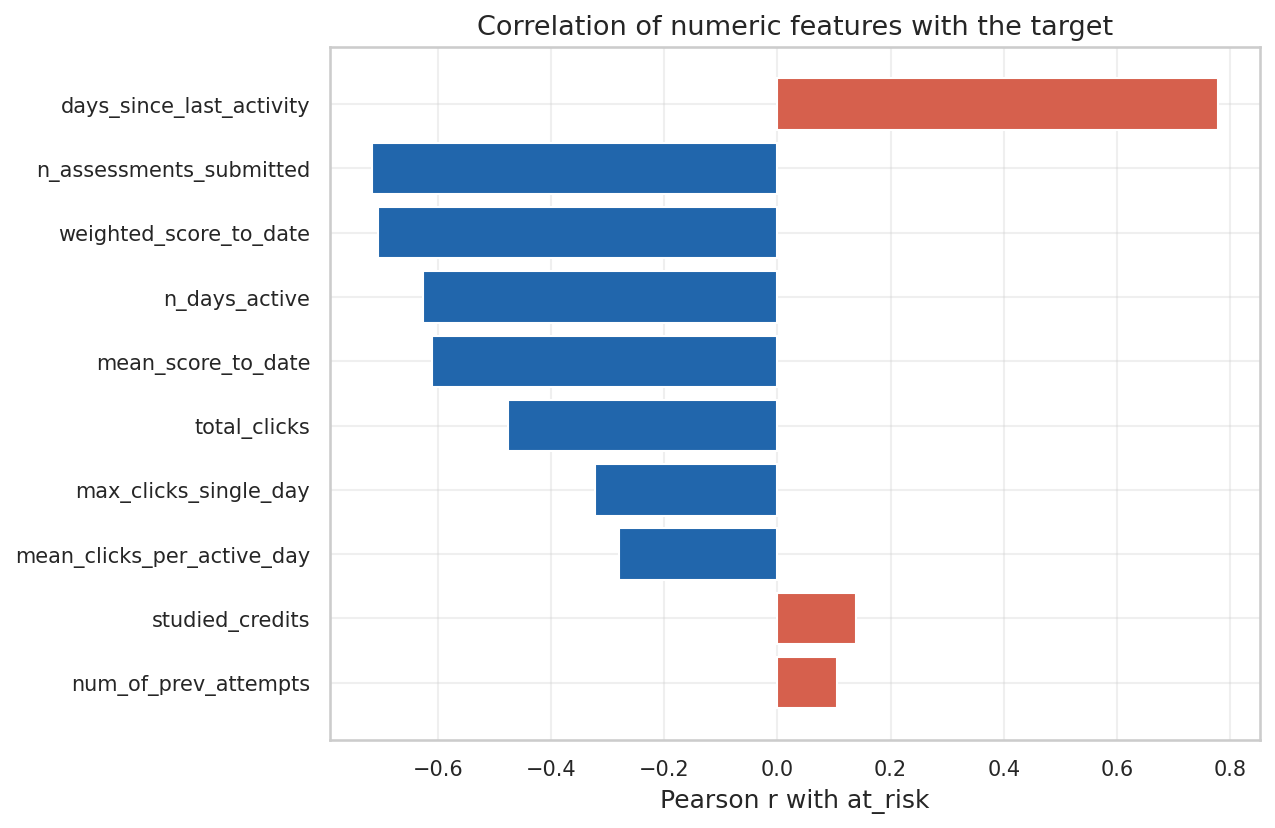 Correlation of numeric features with the target
days_since_last_activity
n_assessments_submitted
weighted_score_to_date
n_days_active
mean_score_to_date
total_clicks
max_clicks_single_day
mean_clicks_per_active_day
studied_credits
num_of_prev_attempts
−0.6 −0.4 −0.2 0.0 0.2 0.4 0.6 0.8
Pearson r with at_risk